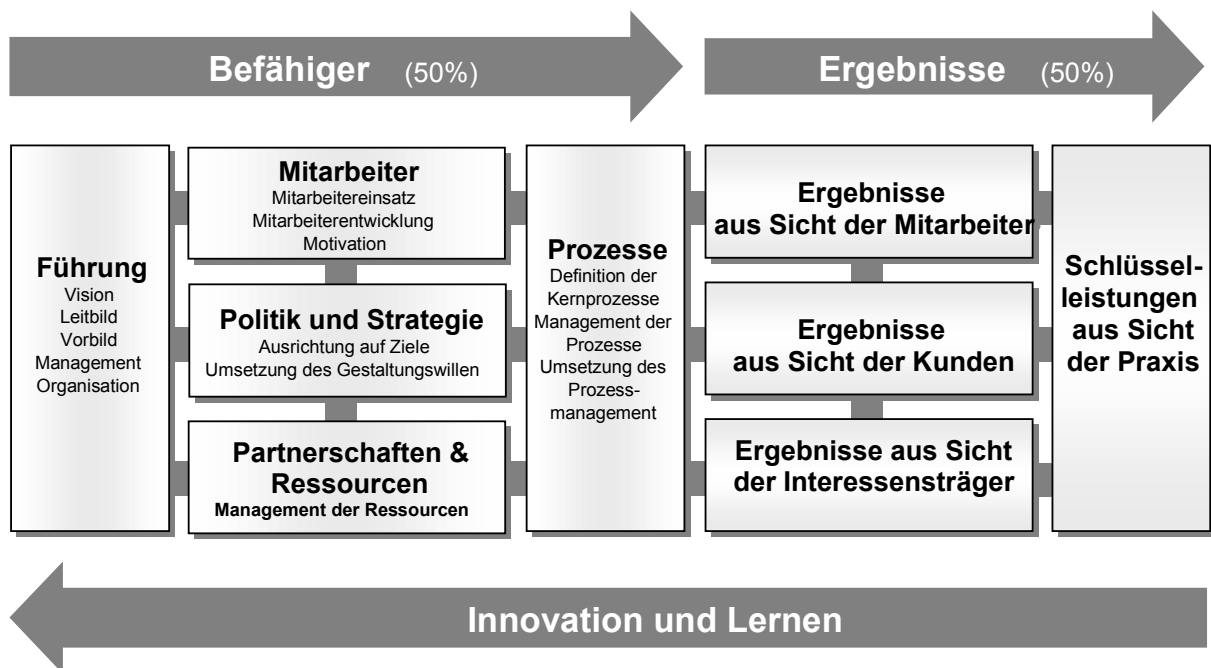 Befähiger (50%)
Ergebnisse (50%)
Führung
Vision
Leitbild
Vorbild
Management
Organisation
Mitarbeiter
Mitarbeitereinsatz
Mitarbeiterentwicklung
Motivation
Politik und Strategie
Ausrichtung auf Ziele
Umsetzung des Gestaltungswillen
Partnerschaften &
Ressourcen
Management der Ressourcen
Prozesse
Definition der
Kernprozesse
Management der
Prozesse
Umsetzung des
Prozess-
management
Ergebnisse
aus Sicht der Mitarbeiter
Ergebnisse
aus Sicht der Kunden
Ergebnisse aus Sicht
der Interessensträger
Schlüssel-
leistungen
aus Sicht
der Praxis
Innovation und Lernen